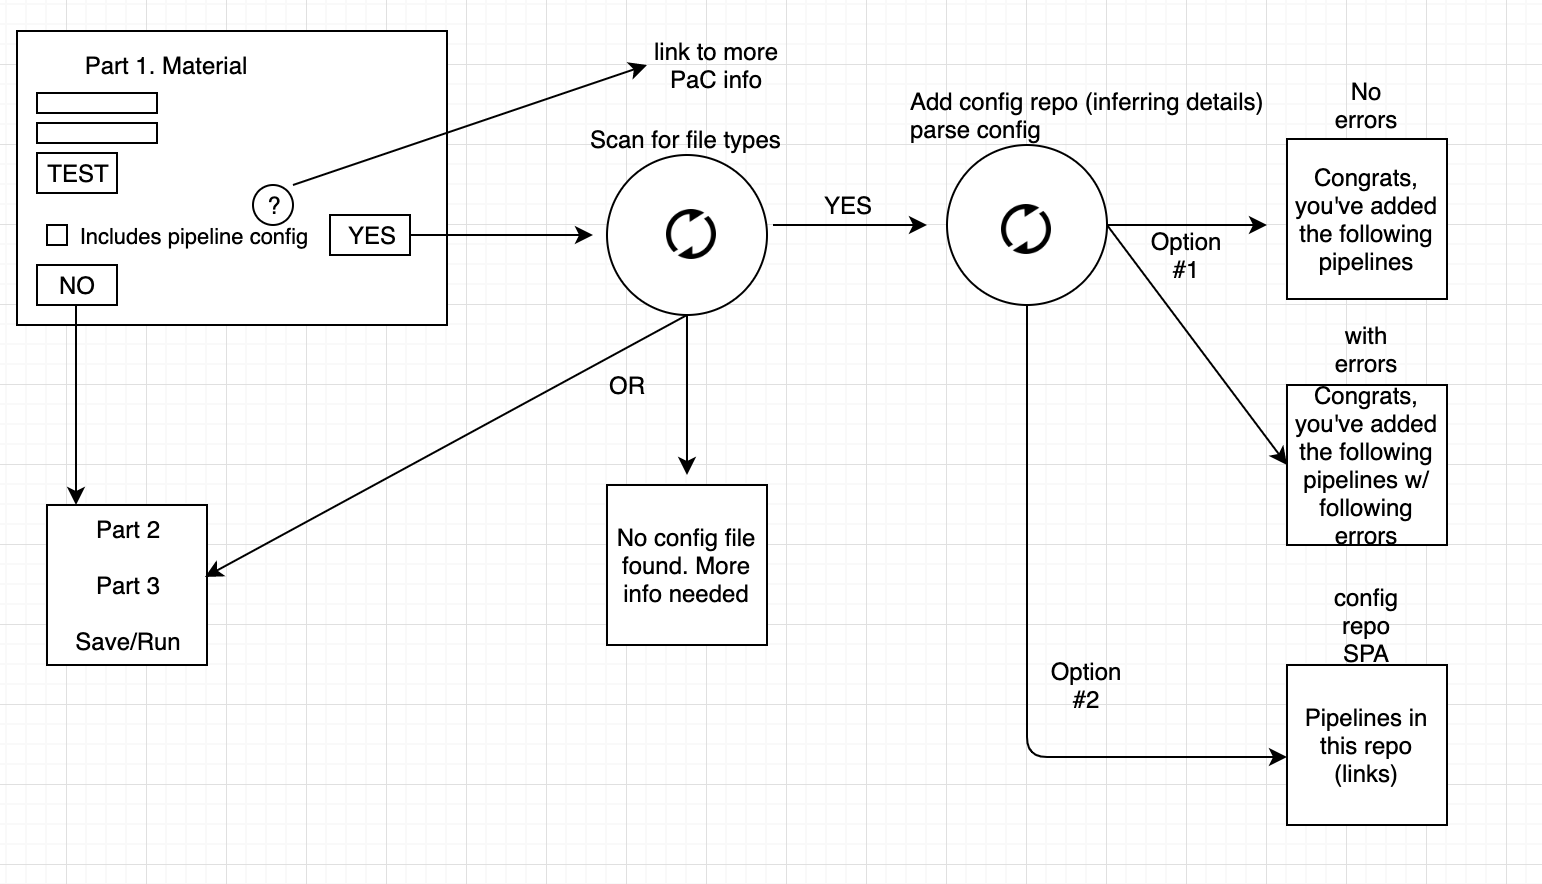 Part 1. Material
TEST
?
Includes pipeline config
YES
NO
link to more
PaC info
Scan for file types
YES
Add config repo (inferring details)
parse config
Option
#1
No
errors
Congrats,
you've added
the following
pipelines
with
errors
Congrats,
you've added
the following
pipelines w/
following
errors
OR
No config file
found. More
info needed
Part 2
Part 3
Save/Run
Option
#2
config
repo
SPA
Pipelines in
this repo
(links)